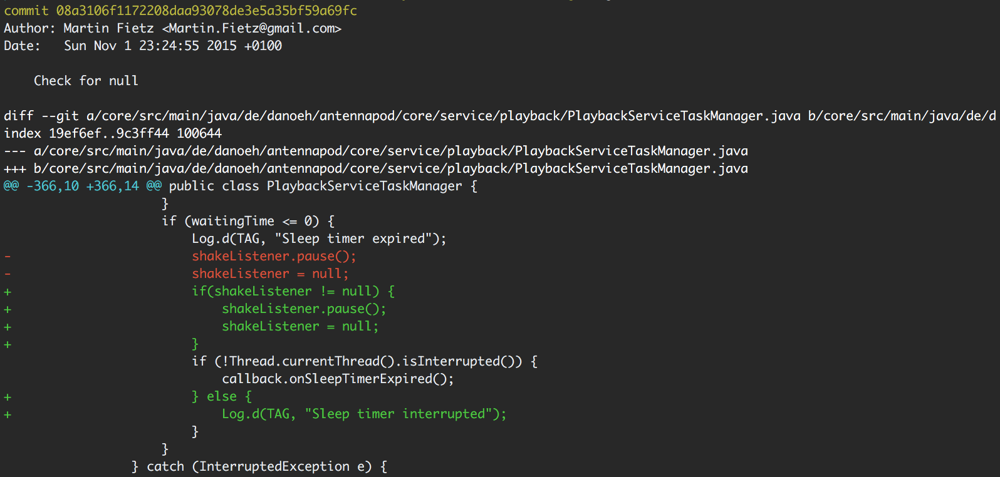 commit 08a3106f1172208daa93078de3e5a35bf59a69fc
Author: Martin Fietz <Martin.Fietz@gmail.com>
Date:   Sun Nov 1 23:24:55 2015 +0100

    Check for null

diff --git a/core/src/main/java/de/danoeh/antennapod/core/service/playback/PlaybackServiceTaskManager.java b/core/src/main/java/de/d
index 19ef6ef..9c3ff44 100644
--- a/core/src/main/java/de/danoeh/antennapod/core/service/playback/PlaybackServiceTaskManager.java
+++ b/core/src/main/java/de/danoeh/antennapod/core/service/playback/PlaybackServiceTaskManager.java
@@ -366,10 +366,14 @@ public class PlaybackServiceTaskManager {
                     }
                     if (waitingTime <= 0) {
                         Log.d(TAG, "Sleep timer expired");
-                        shakeListener.pause();
-                        shakeListener = null;
+                        if(shakeListener != null) {
+                            shakeListener.pause();
+                            shakeListener = null;
+                        }
                         if (!Thread.currentThread().isInterrupted()) {
                             callback.onSleepTimerExpired();
+                        } else {
+                            Log.d(TAG, "Sleep timer interrupted");
                         }
                     }
                 } catch (InterruptedException e) {